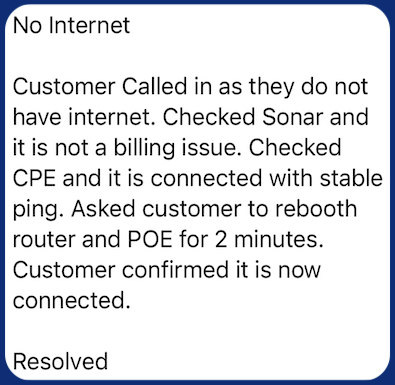 No Internet
Customer Called in as they do not
have internet. Checked Sonar and
it is not a billing issue. Checked
CPE and it is connected with stable
ping. Asked customer to rebooth
router and POE for 2 minutes.
Customer confirmed it is now
connected.
Resolved